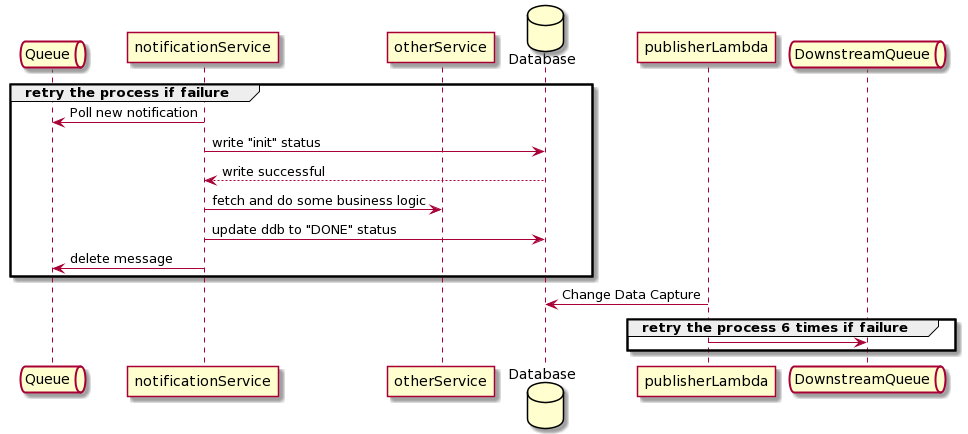 Queue
notificationService
otherService
Database
publisherLambda
DownstreamQueue
retry the process if failure
Poll new notification
write "init" status
write successful
fetch and do some business logic
update ddb to "DONE" status
delete message
Change Data Capture
retry the process 6 times if failure
Queue
notificationService
otherService
Database
publisherLambda
DownstreamQueue